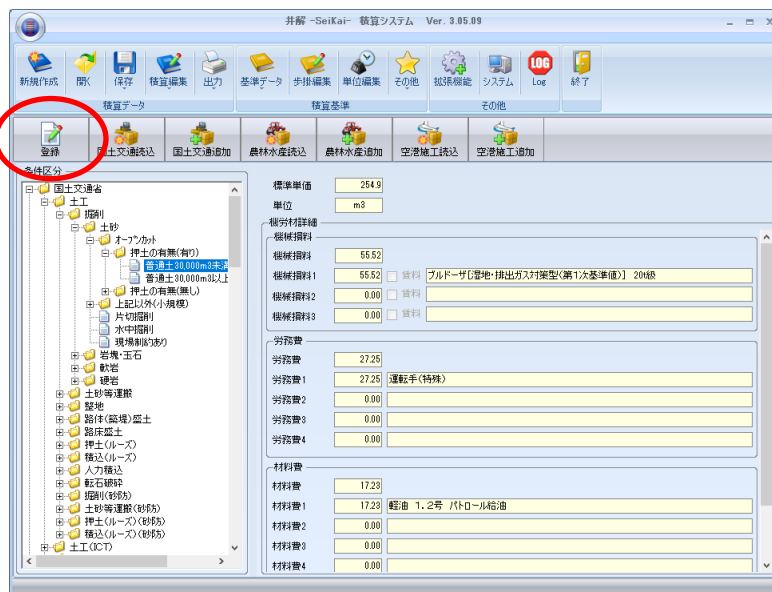 井解 -SeiKai- 積算システム Ver. 3.05.09
新規作成 開く 保存 積算編集 出力 基準データ 歩掛編集 単位編集 その他 拡張機能 システム LOG Log 終了
積算データ 積算基準 その他
登録 国土交通読込 国土交通追加 農林水産読込 農林水産追加 空港施工読込 空港施工追加
条件区分
国土交通省
土工
掘削
土砂
オープンカット
押土の有無(有り)
普通土30,000m3未満
普通土30,000m3以上
押土の有無(無し)
上記以外(小規模)
片切掘削
水中掘削
現場制約あり
岩塊・玉石
軟岩
硬岩
土砂等運搬
整地
路体(築堤)盛土
路床盛土
押土(ルーズ)
積込(ルーズ)
人力積込
転石破砕
掘削(砂防)
土砂等運搬(砂防)
押土(ルーズ)(砂防)
積込(ルーズ)(砂防)
土工(ICT)
標準単価 254.9
単位 m3
機労材詳細
機械損料
機械損料 55.52
機械損料1 55.52 賃料 ブルドーザ[湿地・排出ガス対策型(第1次基準値)] 20t級
機械損料2 0.00 賃料
機械損料3 0.00 賃料
労務費
労務費 27.25
労務費1 27.25 運転手(特殊)
労務費2 0.00
労務費3 0.00
労務費4 0.00
材料費
材料費 17.23
材料費1 17.23 軽油 1.2号 パトロール給油
材料費2 0.00
材料費3 0.00
材料費4 0.00